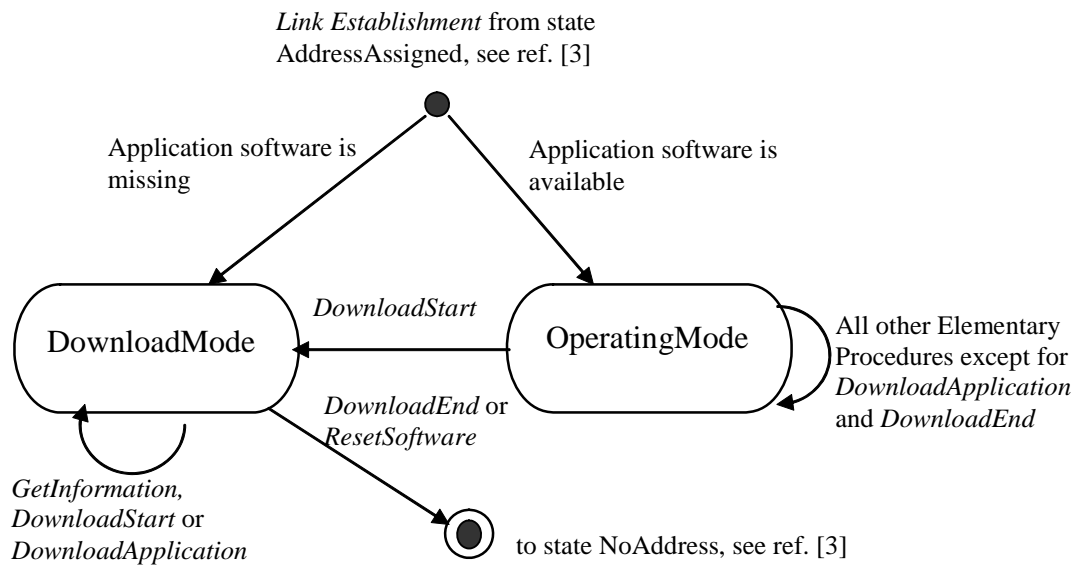 Link Establishment from state
AddressAssigned, see ref. [3]
Application software is
missing
Application software is
available
DownloadMode
DownloadStart
OperatingMode
All other Elementary
Procedures except for
DownloadApplication
and DownloadEnd
DownloadEnd or
ResetSoftware
GetInformation,
DownloadStart or
DownloadApplication
to state NoAddress, see ref. [3]